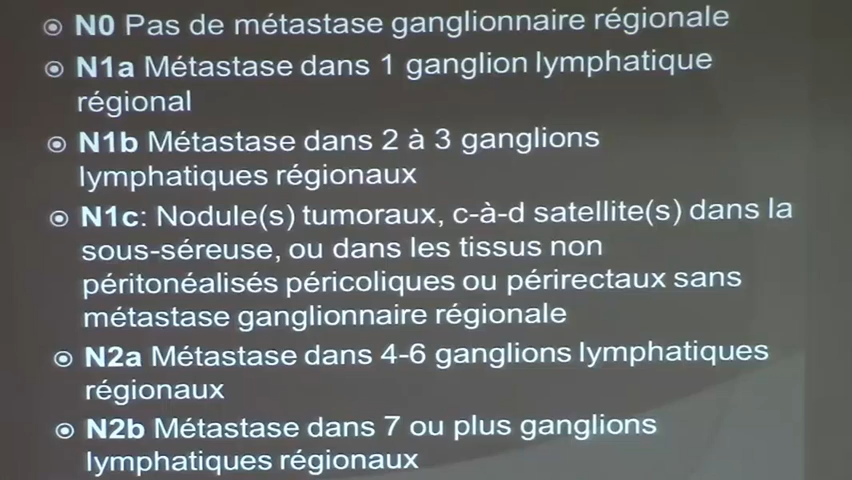 N0 Pas de métastase ganglionnaire régionale
N1a Métastase dans 1 ganglion lymphatique
régional
N1b Métastase dans 2 à 3 ganglions
lymphatiques régionaux
N1c: Nodule(s) tumoraux, c-à-d satellite(s) dans la
sous-séreuse, ou dans les tissus non
péritonéalisés péricoliques ou périrectaux sans
métastase ganglionnaire régionale
N2a Métastase dans 4-6 ganglions lymphatiques
régionaux
N2b Métastase dans 7 ou plus ganglions
lymphatiques régionaux